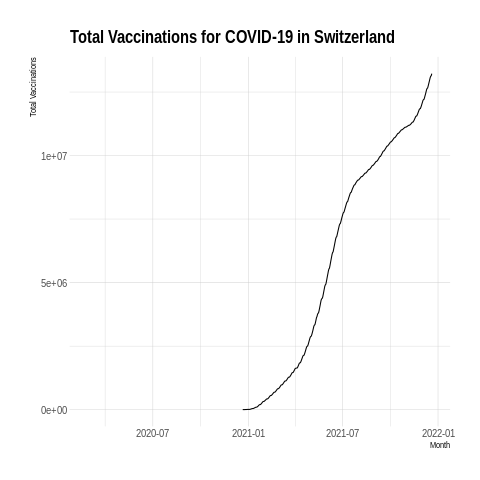 Total Vaccinations for COVID-19 in Switzerland
Total Vaccinations
1e+07
5e+06
0e+00
2020-07
2021-01
2021-07
2022-01
Month